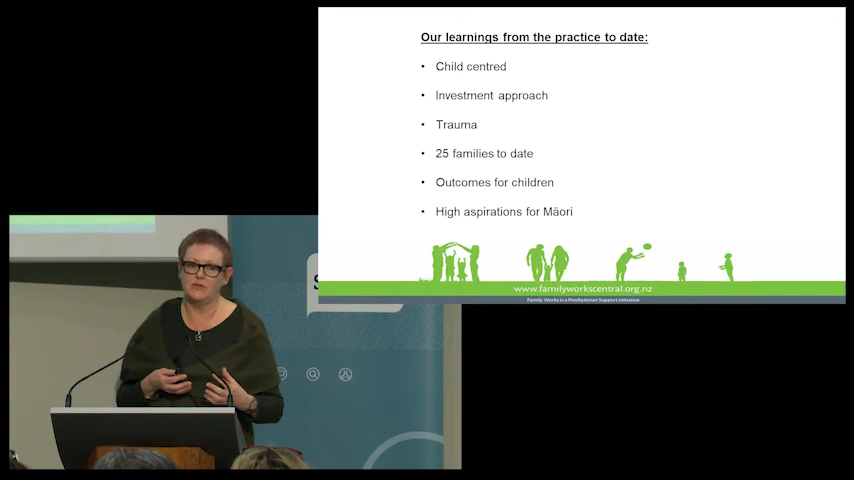 Our learnings from the practice to date:
• Child centred
• Investment approach
• Trauma
• 25 families to date
• Outcomes for children
• High aspirations for Māori
www.familyworkscentral.org.nz
Family Works is a Presbyterian Support initiative
S